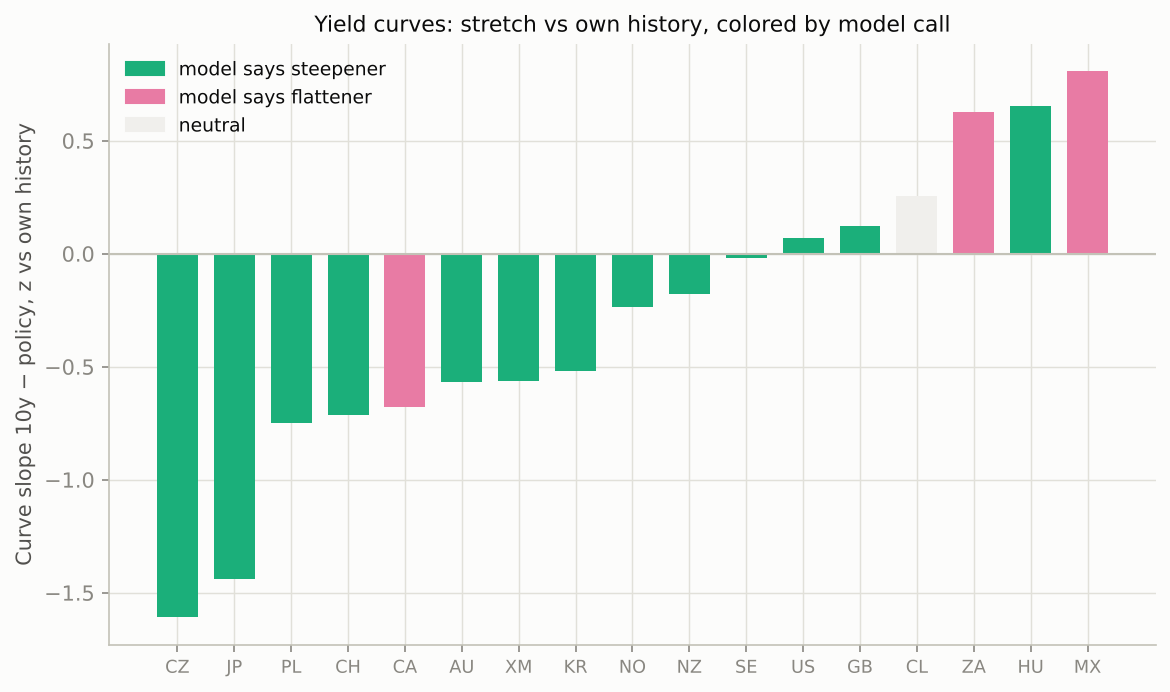 Yield curves: stretch vs own history, colored by model call
model says steepener
model says flattener
neutral
Curve slope 10y − policy, z vs own history
0.5
0.0
−0.5
−1.0
−1.5
CZ JP PL CH CA AU XM KR NO NZ SE US GB CL ZA HU MX